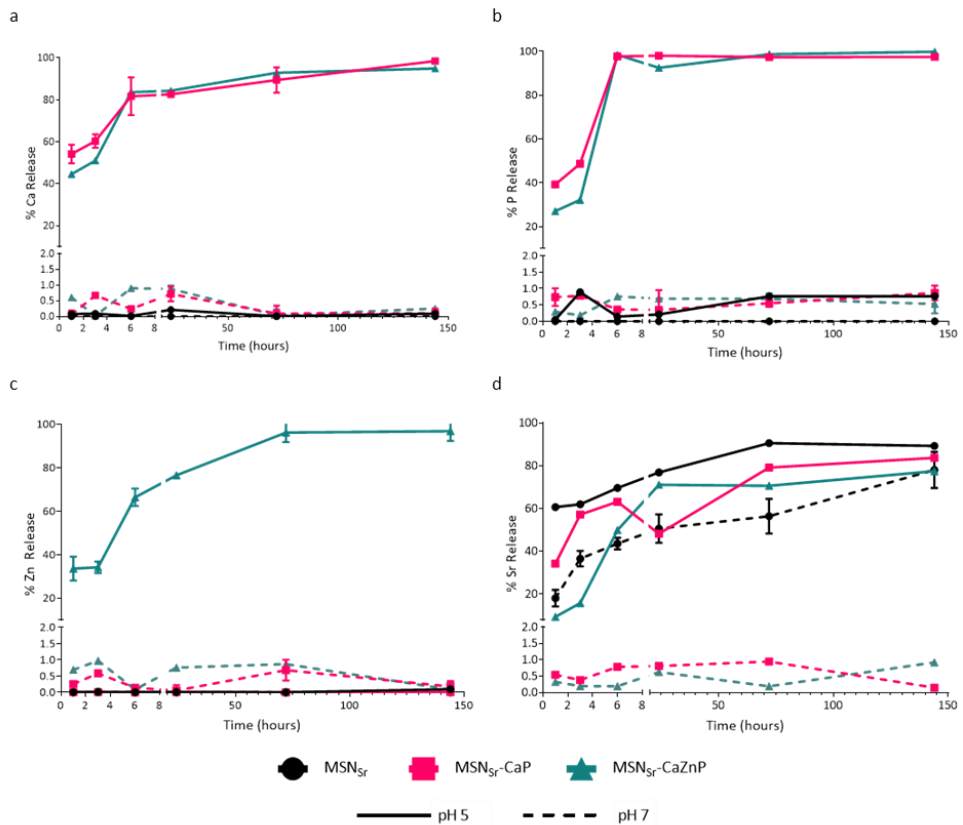 a
% Ca Release
100
80
60
40
20
2.0
1.5
1.0
0.5
0.0
0 2 4 6 8 50 100 150
Time (hours)
b
% P Release
100
80
60
40
20
2.0
1.5
1.0
0.5
0.0
0 2 4 6 8 50 100 150
Time (hours)
c
% Zn Release
100
80
60
40
20
2.0
1.5
1.0
0.5
0.0
0 2 4 6 8 50 100 150
Time (hours)
d
% Sr Release
100
80
60
40
20
2.0
1.5
1.0
0.5
0.0
0 2 4 6 8 50 100 150
Time (hours)
MSNSr MSNSr-CaP MSNSr-CaZnP
pH 5 pH 7